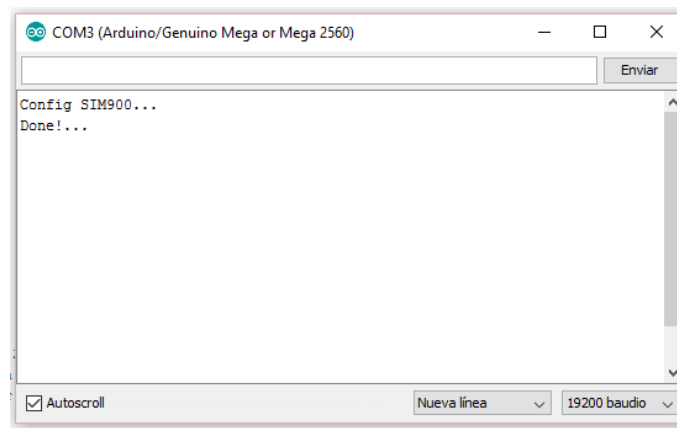 COM3 (Arduino/Genuino Mega or Mega 2560)
Enviar
Config SIM900...
Done!...
Autoscroll
Nueva línea
19200 baudio